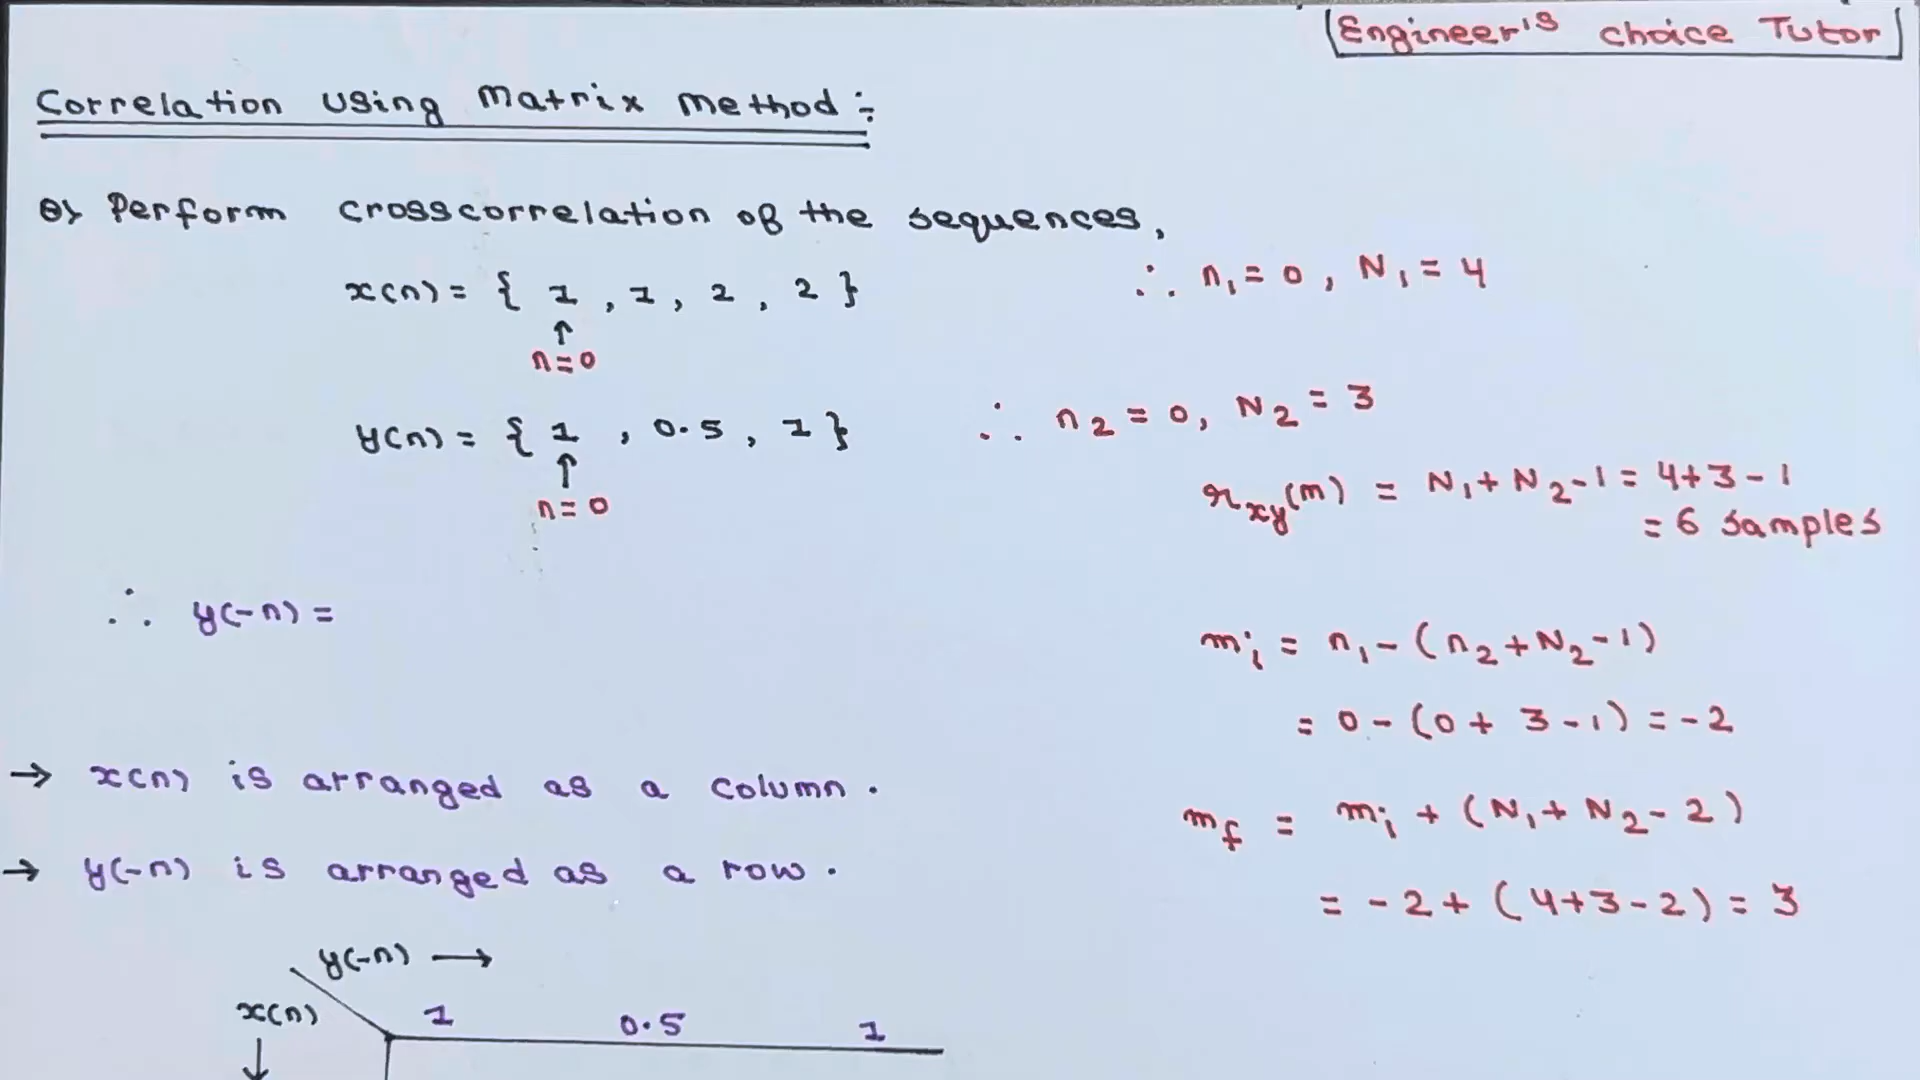 Engineer's choice Tutor
Correlation using Matrix Method :-
Q> Perform crosscorrelation of the sequences,
x(n) = { 1 , 1, 2 , 2 }
↑
n=0
∴ n₁ = 0 , N₁ = 4
y(n) = { 1 , 0.5 , 1 }
↑
n=0
∴ n₂ = 0, N₂ = 3
r_xy(m) = N₁ + N₂ - 1 = 4+3-1
= 6 samples
∴ y(-n) =
mᵢ = n₁ - (n₂ + N₂ - 1)
= 0 - (0 + 3 - 1) = -2
→ x(n) is arranged as a column.
m_f = mᵢ + (N₁ + N₂ - 2)
→ y(-n) is arranged as a row.
= -2 + (4+3-2) = 3
y(-n) →
x(n) 1 0.5 1
↓